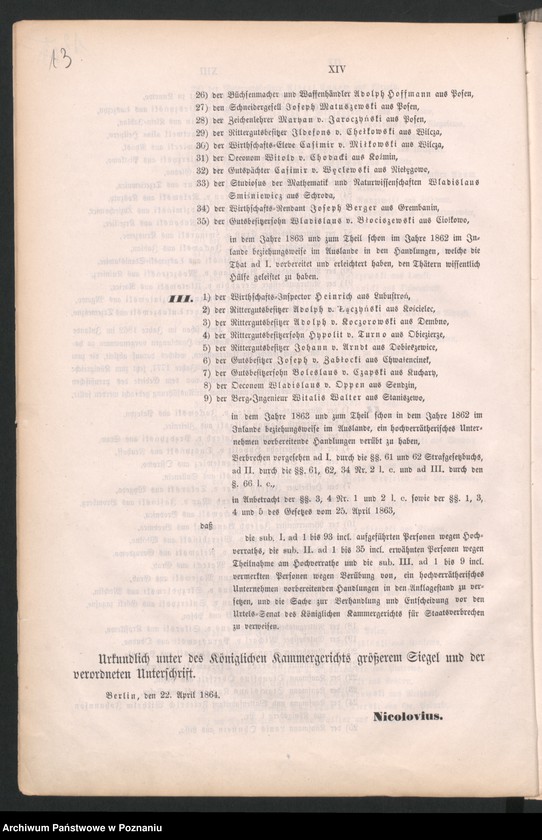 13
XIV
26) der Büchsenmacher und Waffenhändler Adolph Hoffmann aus Posen,
27) den Schneidergesell Joseph Matuszewski aus Posen,
28) der Zeichenlehrer Maryan v. Jaroczyński aus Posen,
29) der Rittergutsbesitzer Ildefons v. Chełkowski aus Wilcza,
36) der Wirthschafts-Eleve Casimir v. Mitkowski aus Wilcza,
31) der Oeconom Witold v. Chodacki aus Koimin,
32) der Gutspächter Casimir v. Wyclewski aus Nietzgowo,
33) der Studiosus der Mathematik und Naturwissenschaften Wladislaus
Smiśniewicz aus Schroda,
34) der Wirthschafts-Rendant Joseph Berger aus Grembanin,
35) der Gutsbesitzersohn Wladislaus v. Biociszewski aus Ciołkowo,
in dem Jahre 1863 und zum Theil schon im Jahre 1862 im In-
lande beziehungsweise im Auslande in den Handlungen, welche die
That ad I. vorbereitet und erleichtert haben, den Thätern wissentlich
Hülfe geleistet zu haben.
III. 1) der Wirthschafts-Inspector Heinrich aus Lubustroń,
2) der Rittergutsbesitzer Adolph v. Łączyński aus Kościelec,
3) der Rittergutsbesitzer Adolph v. Koczorowski aus Dembno,
4) der Rittergutsbesitzersohn Hypolit v. Turno aus Obiezierze,
5) der Rittergutsbesitzer Johann v. Arndt aus Dobieszewice,
6) der Gutsbesitzer Joseph v. Zabłocki aus Chwaliencinek,
7) der Gutsbesitzersohn Boleslaus v. Czapski aus Kuchary,
8) der Oeconom Wladislaus v. Oppen aus Sendzin,
9) der Berg-Ingenieur Vitalis Walter aus Staniszewo,
in dem Jahre 1863 und zum Theil schon in dem Jahre 1862 im
Inlande beziehungsweise im Auslande, ein hochverrätherisches Unter-
nehmen vorbereitende Handlungen verübt zu haben,
Verbrechen vorgesehen ad I. durch die §§. 61 und 62 Strafgesetzbuchs,
ad II. durch die §§. 61, 62, 34 Nr. 2 l. c. und ad III. durch den
§. 66 l. c.,
in Anbetracht der §§. 3, 4 Nr. 1 und 2 l. c. sowie der §§. 1, 3,
4 und 5 des Gesetzes vom 25. April 1863,
daß
die sub. I. ad 1 bis 93 incl. aufgeführten Personen wegen Hoch-
verraths, die sub. II. ad 1 bis 35 incl. erwähnten Personen wegen
Theilnahme am Hochverrathe und die sub. III. ad 1 bis 9 incl.
vermerkten Personen wegen Verübung von, ein hochverrätherisches
Unternehmen vorbereitenden Handlungen in den Anklagestand zu ver-
setzen, und die Sache zur Verhandlung und Entscheidung vor den
Urtels-Senat des Königlichen Kammergerichts für Staatsverbrechen
zu verweisen.
Urkundlich unter des Königlichen Kammergerichts größerem Siegel und der
verordneten Unterschrift.
Berlin, den 22. April 1864.
Nicolovius.
Archiwum Państwowe w Poznaniu
szukajwarchiwach.gov.pl